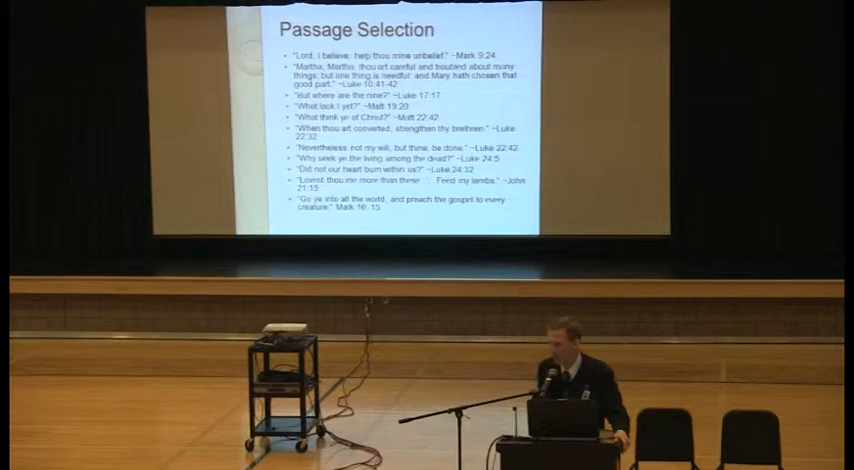 Passage Selection
"Lord, I believe; help thou mine unbelief." ~Mark 9:24
"Martha, Martha, thou art careful and troubled about many
things: but one thing is needful: and Mary hath chosen that
good part." ~Luke 10:41-42
"But where are the nine?" ~Luke 17:17
"What lack I yet?" ~Matt 19:20
"What think ye of Christ?" ~Matt 22:42
"When thou art converted, strengthen thy brethren." ~Luke
22:32
"Nevertheless not my will, but thine, be done." ~Luke 22:42
"Why seek ye the living among the dead?" ~Luke 24:5
"Did not our heart burn within us?" ~Luke 24:32
"Lovest thou me more than these . . . Feed my lambs." ~John
21:15
"Go ye into all the world, and preach the gospel to every
creature." Mark 16:15